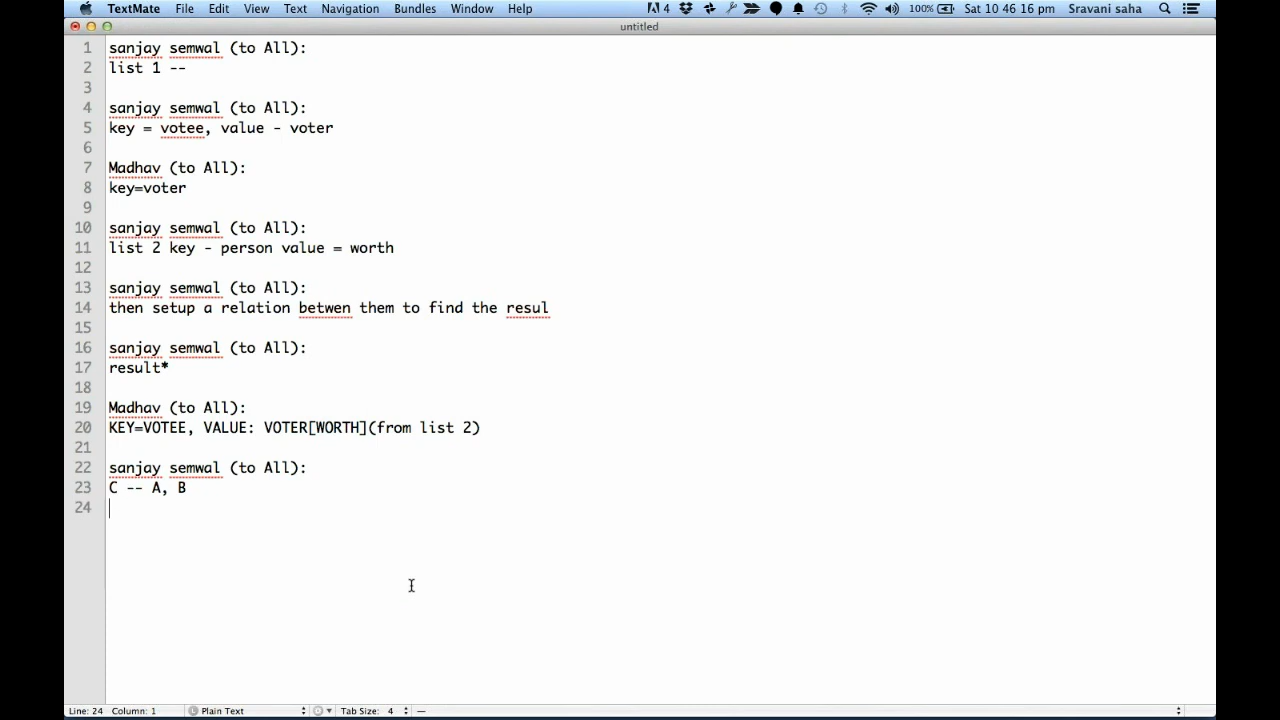 TextMate File Edit View Text Navigation Bundles Window Help 4 100% Sat 10 46 16 pm Sravani saha
untitled
1 sanjay semwal (to All):
2 list 1 --
3
4 sanjay semwal (to All):
5 key = votee, value - voter
6
7 Madhav (to All):
8 key=voter
9
10 sanjay semwal (to All):
11 list 2 key - person value = worth
12
13 sanjay semwal (to All):
14 then setup a relation betwen them to find the resul
15
16 sanjay semwal (to All):
17 result*
18
19 Madhav (to All):
20 KEY=VOTEE, VALUE: VOTER[WORTH](from list 2)
21
22 sanjay semwal (to All):
23 C -- A, B
24
Line: 24 Column: 1 L Plain Text Tab Size: 4 —